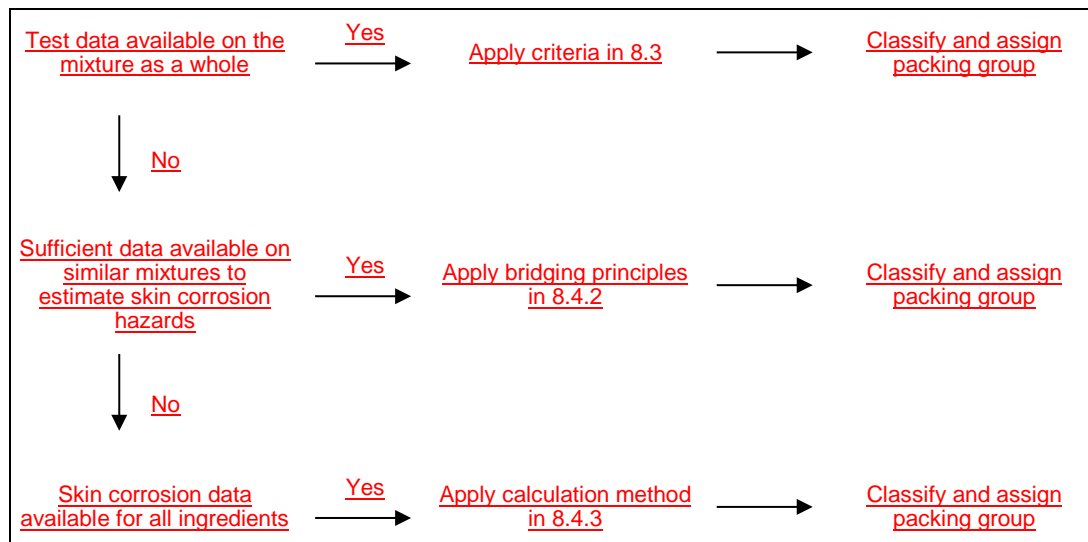 Test data available on the
mixture as a whole
Yes
Apply criteria in 8.3
Classify and assign
packing group
No
Sufficient data available on
similar mixtures to
estimate skin corrosion
hazards
Yes
Apply bridging principles
in 8.4.2
Classify and assign
packing group
No
Skin corrosion data
available for all ingredients
Yes
Apply calculation method
in 8.4.3
Classify and assign
packing group